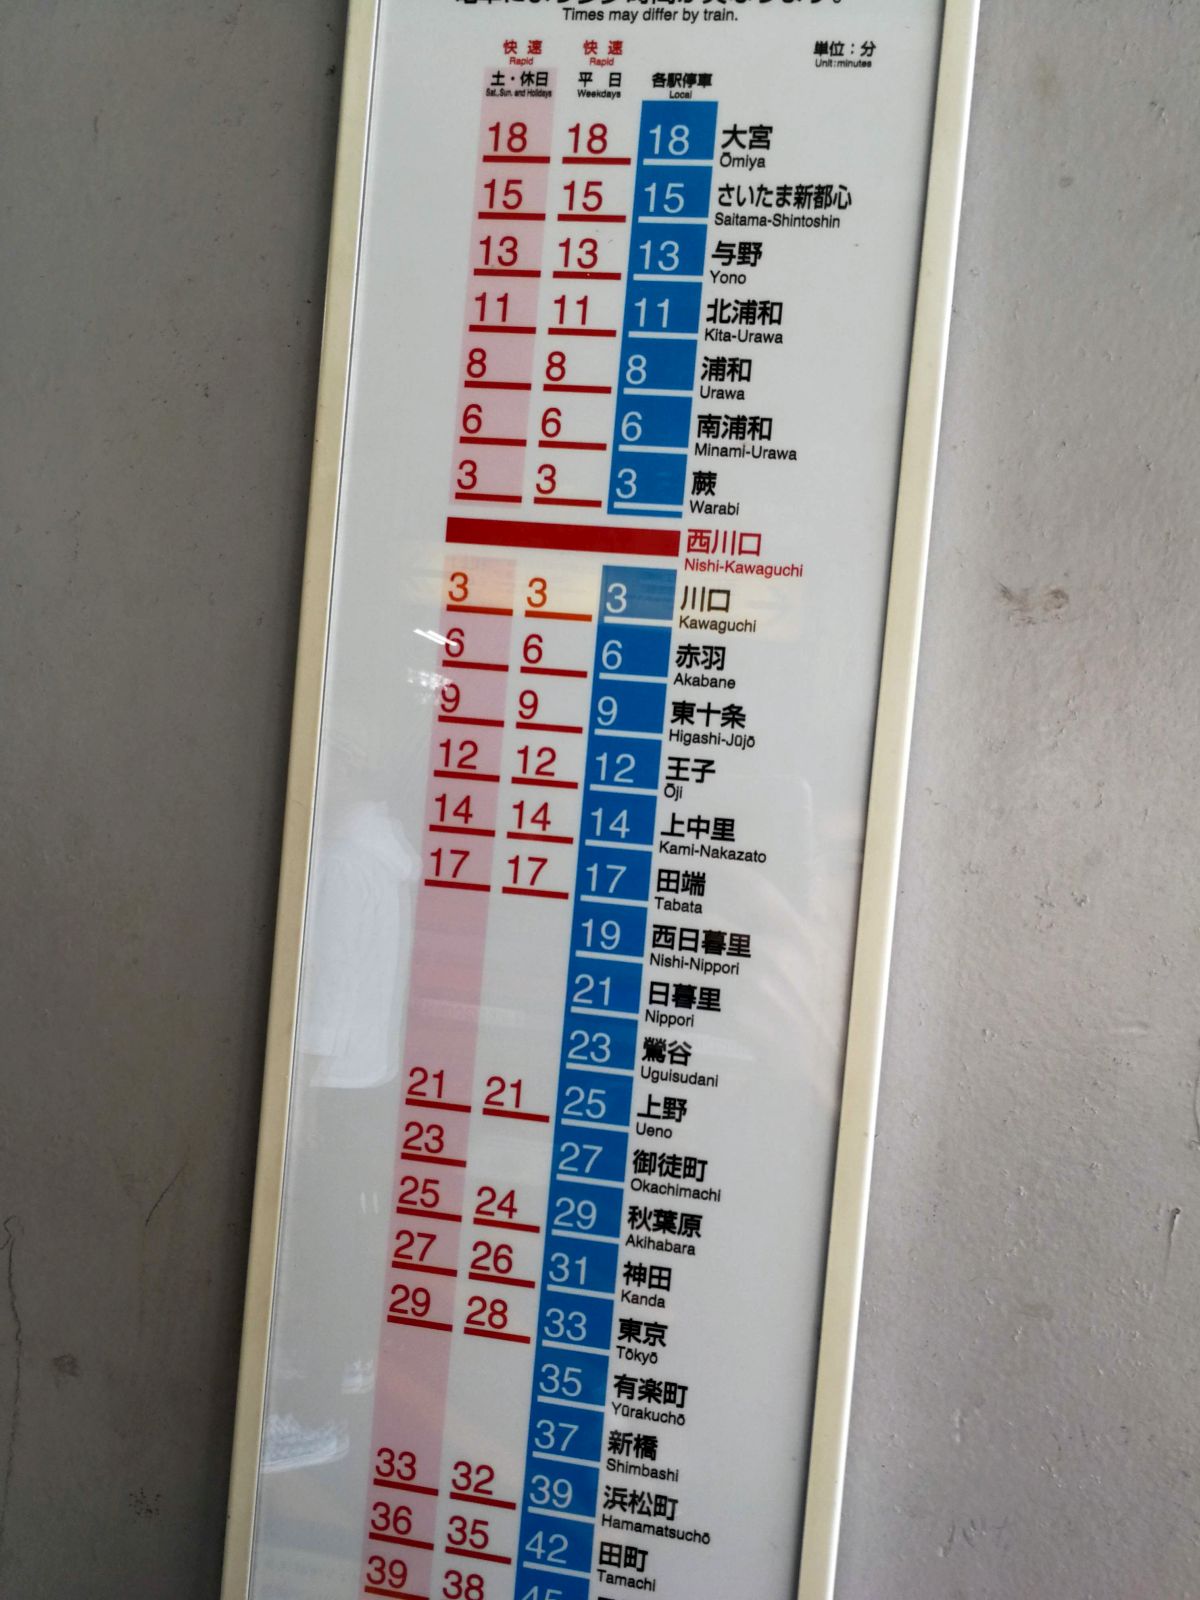 Times may differ by train.
快速 快速 単位：分
Rapid Rapid Unit:minutes
土・休日 平日 各駅停車
Sat.,Sun. and Holidays Weekdays Local
18 18 18 大宮
Ōmiya
15 15 15 さいたま新都心
Saitama-Shintoshin
13 13 13 与野
Yono
11 11 11 北浦和
Kita-Urawa
8 8 8 浦和
Urawa
6 6 6 南浦和
Minami-Urawa
3 3 3 蕨
Warabi
西川口
Nishi-Kawaguchi
3 3 3 川口
Kawaguchi
6 6 6 赤羽
Akabane
9 9 9 東十条
Higashi-Jūjō
12 12 12 王子
Ōji
14 14 14 上中里
Kami-Nakazato
17 17 17 田端
Tabata
19 西日暮里
Nishi-Nippori
21 日暮里
Nippori
23 鶯谷
Uguisudani
21 21 25 上野
Ueno
23 27 御徒町
Okachimachi
25 24 29 秋葉原
Akihabara
27 26 31 神田
Kanda
29 28 33 東京
Tōkyō
35 有楽町
Yūrakuchō
37 新橋
Shimbashi
33 32 39 浜松町
Hamamatsuchō
36 35 42 田町
Tamachi
39 38 45